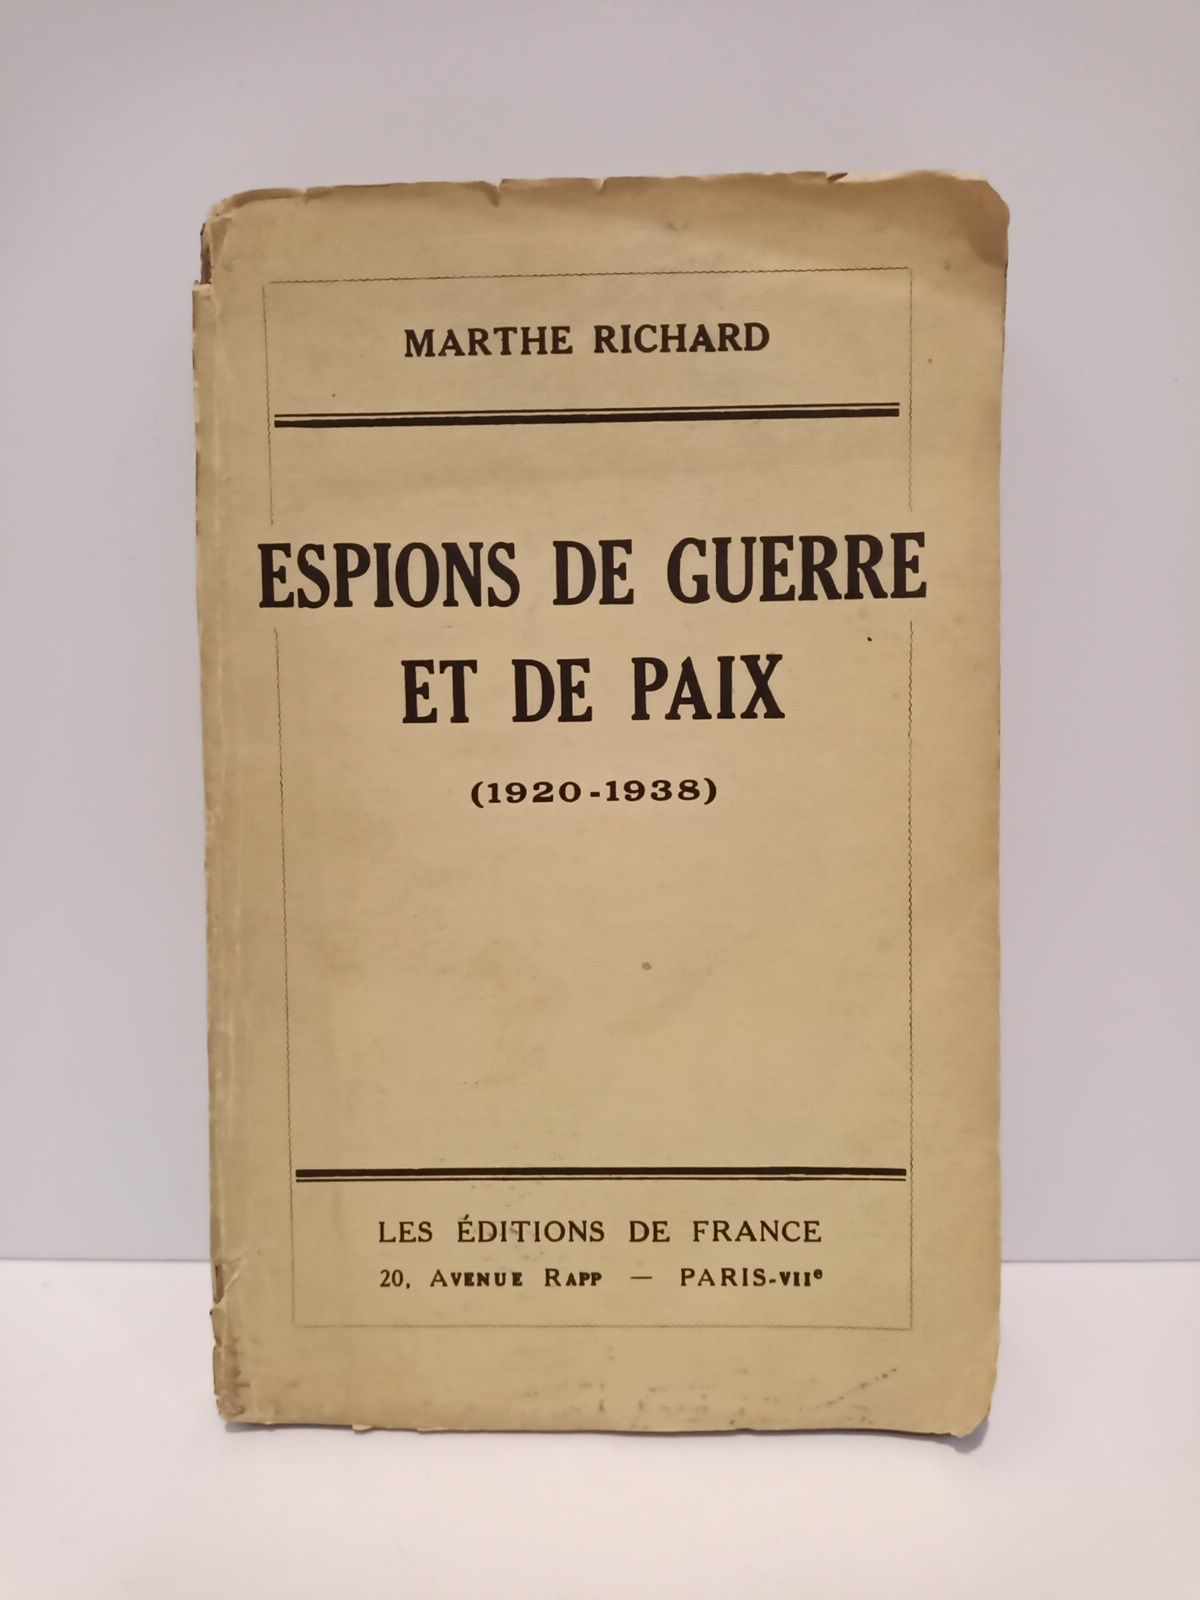 MARTHE RICHARD
ESPIONS DE GUERRE
ET DE PAIX
(1920-1938)
LES ÉDITIONS DE FRANCE
20, AVENUE RAPP — PARIS-VIIe